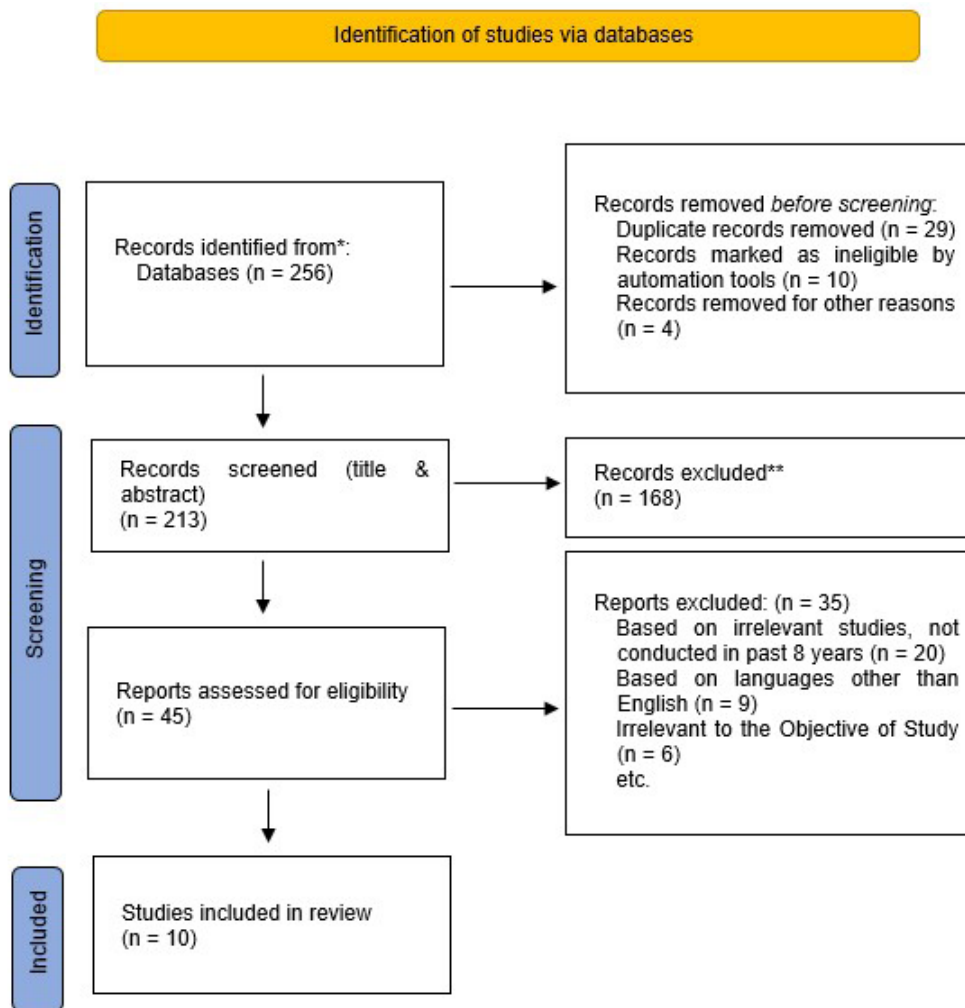 Identification of studies via databases
Identification
Records identified from*:
Databases (n = 256)
Records removed before screening:
Duplicate records removed (n = 29)
Records marked as ineligible by
automation tools (n = 10)
Records removed for other reasons
(n = 4)
Screening
Records screened (title &
abstract)
(n = 213)
Records excluded**
(n = 168)
Reports assessed for eligibility
(n = 45)
Reports excluded: (n = 35)
Based on irrelevant studies, not
conducted in past 8 years (n = 20)
Based on languages other than
English (n = 9)
Irrelevant to the Objective of Study
(n = 6)
etc.
Included
Studies included in review
(n = 10)